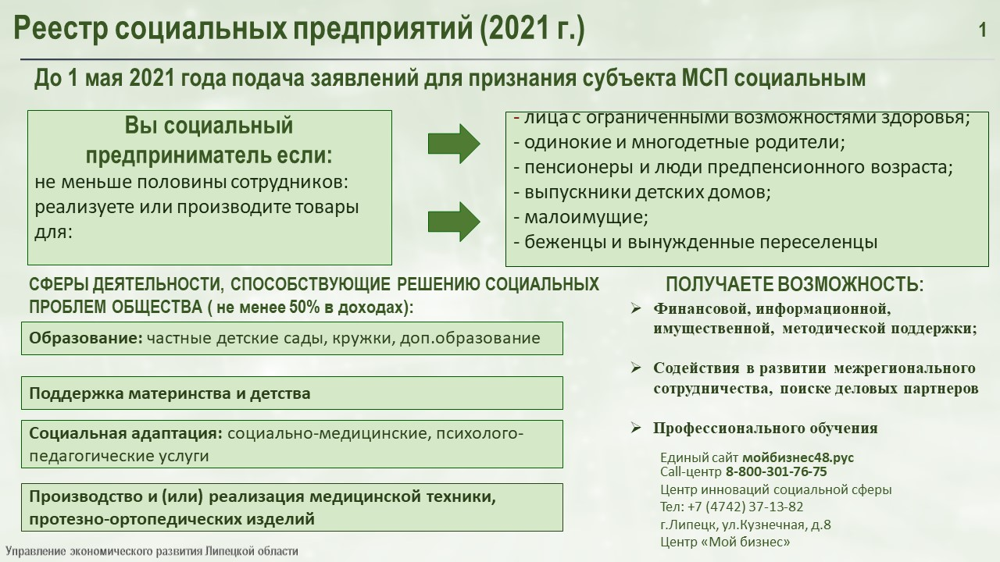 Реестр социальных предприятий (2021 г.)
1
До 1 мая 2021 года подача заявлений для признания субъекта МСП социальным
Вы социальный
предприниматель если:
не меньше половины сотрудников:
реализуете или производите товары
для:
- лица с ограниченными возможностями здоровья;
- одинокие и многодетные родители;
- пенсионеры и люди предпенсионного возраста;
- выпускники детских домов;
- малоимущие;
- беженцы и вынужденные переселенцы
СФЕРЫ ДЕЯТЕЛЬНОСТИ, СПОСОБСТВУЮЩИЕ РЕШЕНИЮ СОЦИАЛЬНЫХ
ПРОБЛЕМ ОБЩЕСТВА ( не менее 50% в доходах):
Образование: частные детские сады, кружки, доп.образование
Поддержка материнства и детства
Социальная адаптация: социально-медицинские, психолого-
педагогические услуги
Производство и (или) реализация медицинской техники,
протезно-ортопедических изделий
ПОЛУЧАЕТЕ ВОЗМОЖНОСТЬ:
Финансовой, информационной,
имущественной, методической поддержки;
Содействия в развитии межрегионального
сотрудничества, поиске деловых партнеров
Профессионального обучения
Единый сайт мойбизнес48.рус
Call-центр 8-800-301-76-75
Центр инноваций социальной сферы
Тел: +7 (4742) 37-13-82
г.Липецк, ул.Кузнечная, д.8
Центр «Мой бизнес»
Управление экономического развития Липецкой области